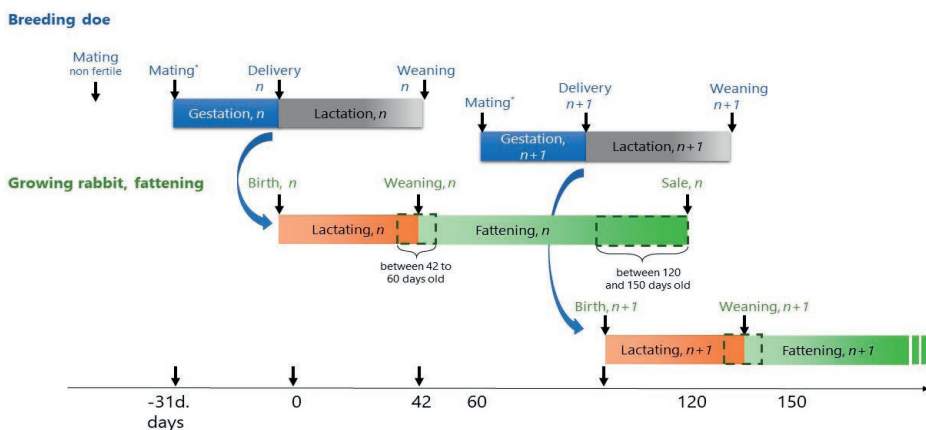 Breeding doe
Mating
non fertile
Mating*
Delivery
n
Weaning
n
Gestation, n
Lactation, n
Mating*
Delivery
n+1
Weaning
n+1
Gestation,
n+1
Lactation, n+1
Growing rabbit, fattening
Birth, n
Weaning, n
Sale, n
Lactating, n
Fattening, n
between 42 to
60 days old
between 120
and 150 days old
Birth, n+1
Weaning, n+1
Lactating, n+1
Fattening, n+1
-31d.
days
0
42
60
120
150